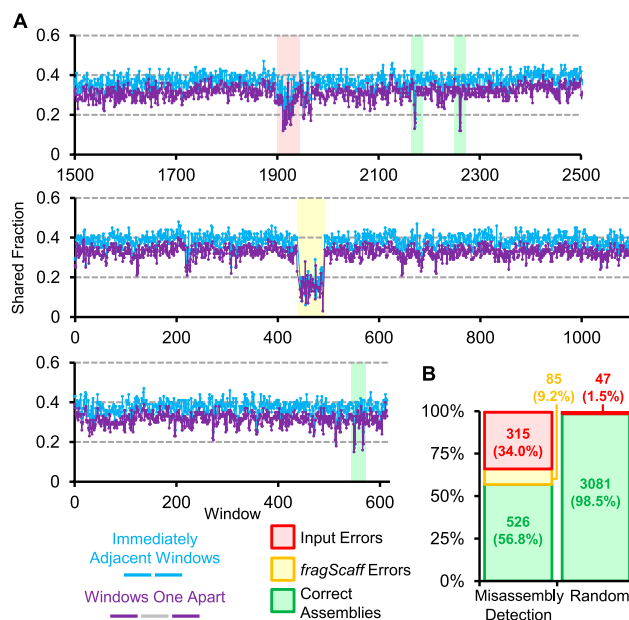 A
0.6
0.4
0.2
0
1500 1700 1900 2100 2300 2500
0.6
0.4
0.2
0
0 200 400 600 800 1000
Shared Fraction
0.6
0.4
0.2
0
0 200 400 600
Window
Immediately
Adjacent Windows
Windows One Apart
Input Errors
fragScaff Errors
Correct
Assemblies
B
85
(9.2%)
47
(1.5%)
100%
75%
50%
25%
0%
315
(34.0%)
526
(56.8%)
3081
(98.5%)
Misassembly
Detection
Random